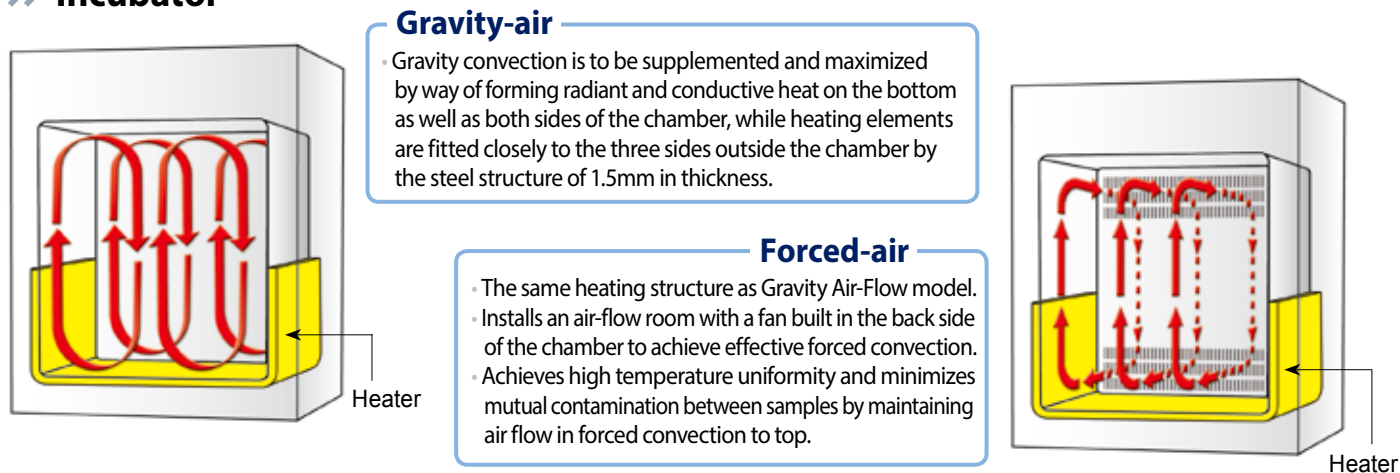 Incubator
Gravity-air
• Gravity convection is to be supplemented and maximized
by way of forming radiant and conductive heat on the bottom
as well as both sides of the chamber, while heating elements
are fitted closely to the three sides outside the chamber by
the steel structure of 1.5mm in thickness.
Heater
Forced-air
• The same heating structure as Gravity Air-Flow model.
• Installs an air-flow room with a fan built in the back side
of the chamber to achieve effective forced convection.
• Achieves high temperature uniformity and minimizes
mutual contamination between samples by maintaining
air flow in forced convection to top.
Heater